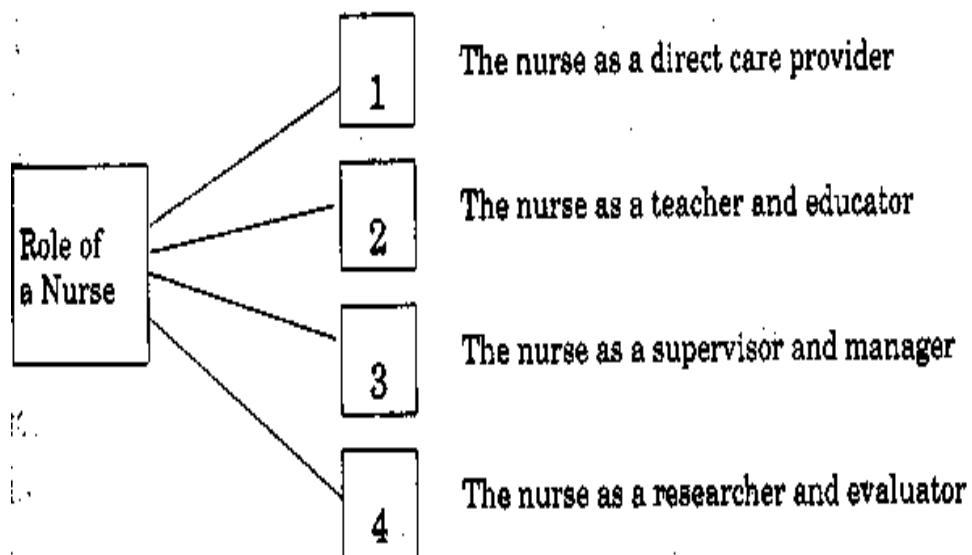 1
The nurse as a direct care provider
2
The nurse as a teacher and educator
Role of
a Nurse
3
The nurse as a supervisor and manager
4
The nurse as a researcher and evaluator